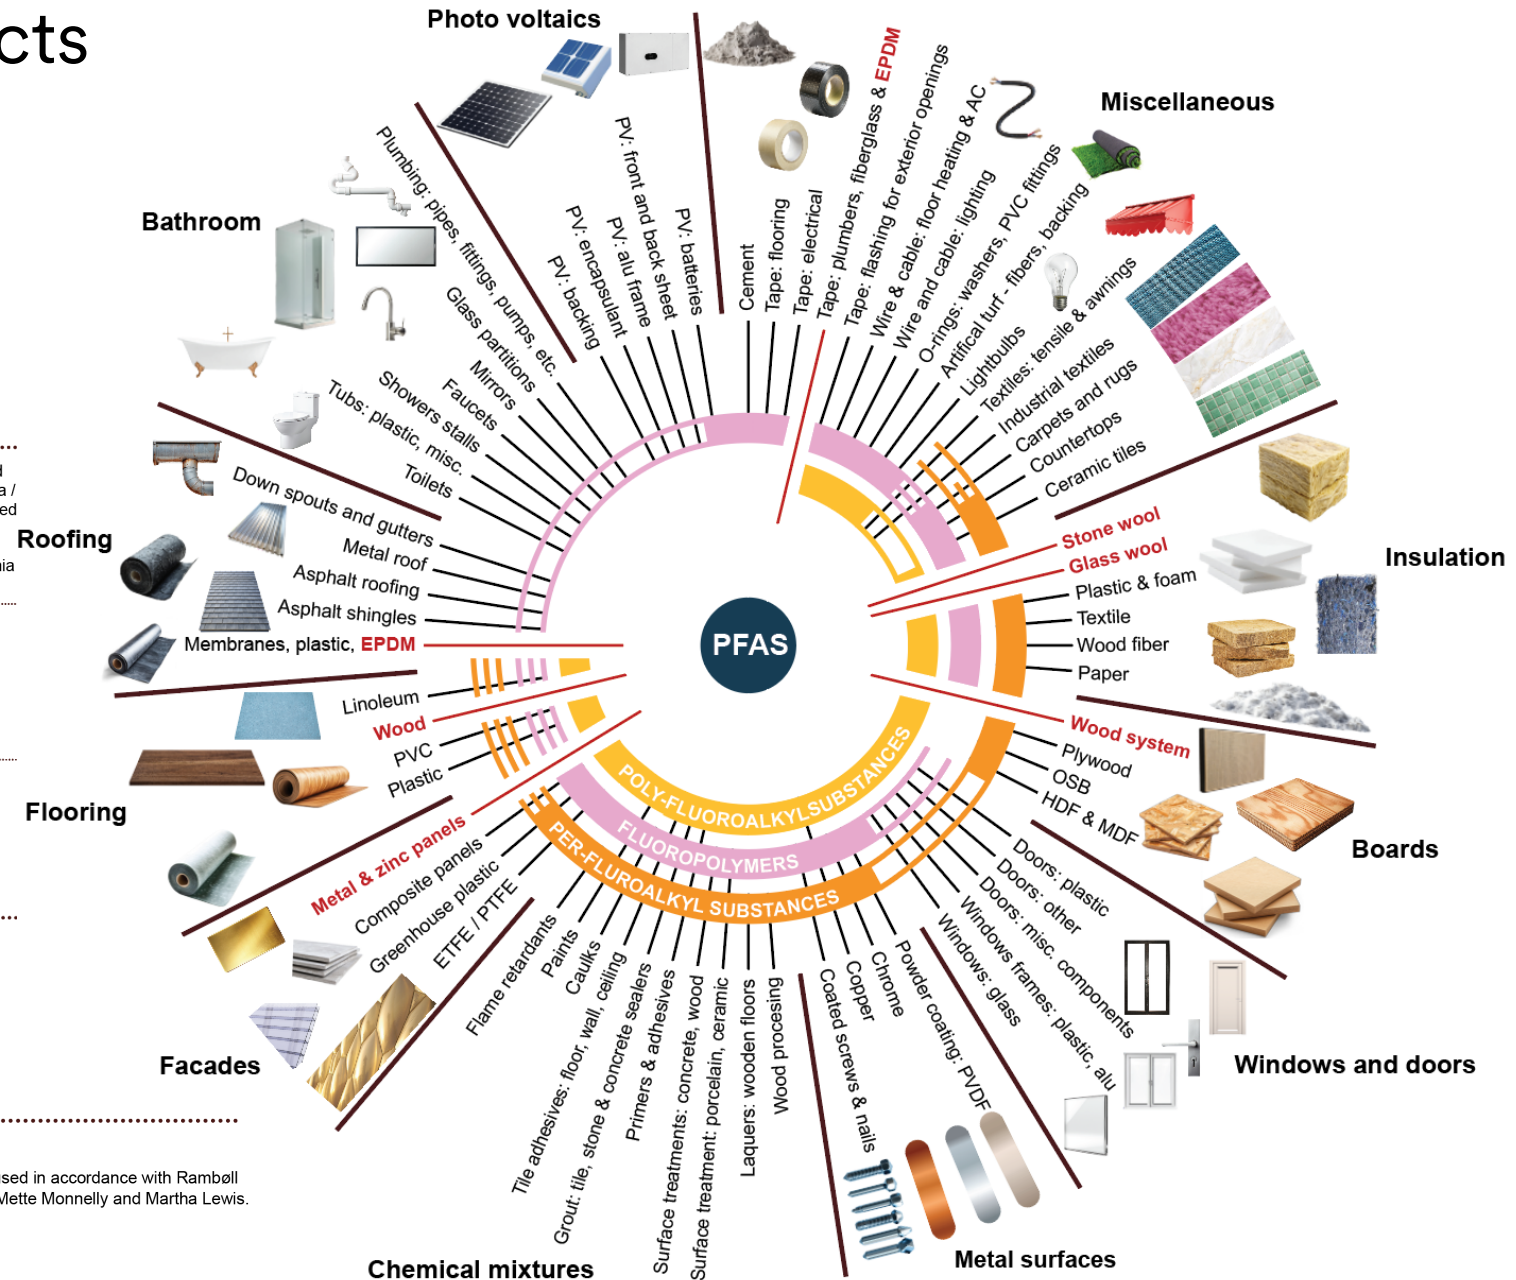 cts
d
a /
ed
nia
used in accordance with Rambøll
Mette Monnelly and Martha Lewis.
Photo voltaics
PV: backing
PV: encapsulant
PV: alu frame
PV: front and back sheet
PV: batteries
Miscellaneous
Cement
Tape: flooring
Tape: electrical
Tape: plumbers, fiberglass & EPDM
Tape: flashing for exterior openings
Wire & cable: floor heating & AC
Wire and cable: lighting
O-rings: washers, PVC fittings
Artifical turf - fibers, backing
Lightbulbs
Textiles: tensile & awnings
Industrial textiles
Carpets and rugs
Countertops
Ceramic tiles
Insulation
Stone wool
Glass wool
Plastic & foam
Textile
Wood fiber
Paper
Boards
Wood system
Plywood
OSB
HDF & MDF
Windows and doors
Doors: plastic
Doors: other
Doors: misc. components
Windows frames: plastic, alu
Windows: glass
Metal surfaces
Powder coating: PVDF
Chrome
Copper
Coated screws & nails
Chemical mixtures
Wood procesing
Laquers: wooden floors
Surface treatment: porcelain, ceramic
Surface treatments: concrete, wood
Primers & adhesives
Grout: tile, stone & concrete sealers
Tile adhesives: floor, wall, ceiling
Caulks
Paints
Flame retardants
Facades
ETFE / PTFE
Greenhouse plastic
Composite panels
Metal & zinc panels
Flooring
Plastic
PVC
Wood
Linoleum
Roofing
Membranes, plastic, EPDM
Asphalt shingles
Asphalt roofing
Metal roof
Down spouts and gutters
Bathroom
Toilets
Tubs: plastic, misc.
Showers stalls
Faucets
Mirrors
Glass partitions
Plumbing: pipes, fittings, pumps, etc.
PFAS
POLY-FLUOROALKYLSUBSTANCES
FLUOROPOLYMERS
PER-FLUROALKYL SUBSTANCES